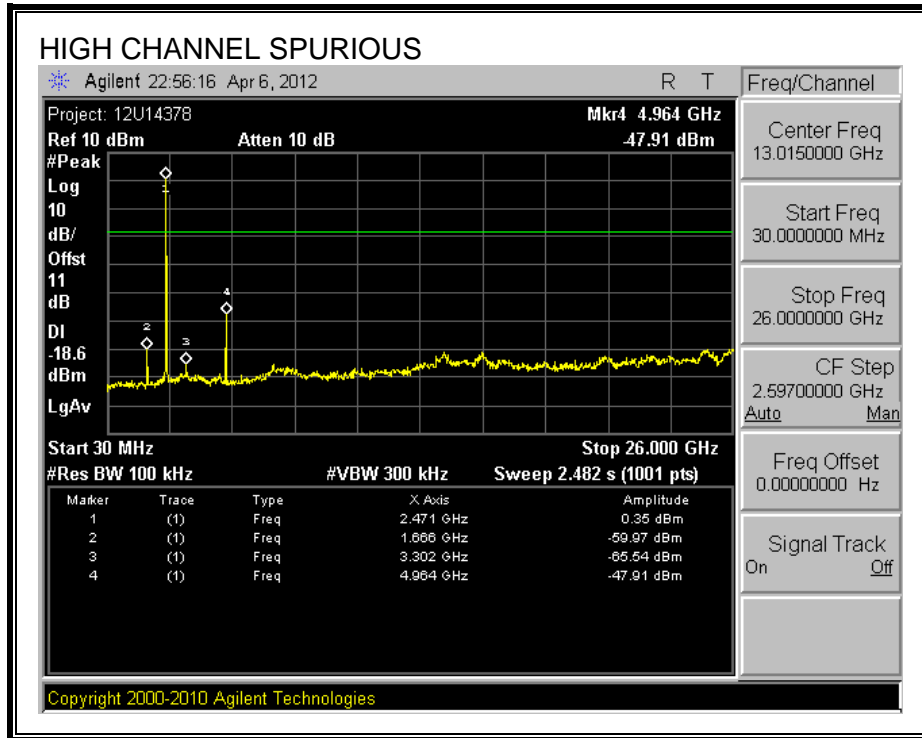 HIGH CHANNEL SPURIOUS
Agilent 22:56:16 Apr 6, 2012 R T
Freq/Channel
Project: 12U14378 Mkr4 4.964 GHz
Ref 10 dBm Atten 10 dB -47.91 dBm
#Peak
Log
10
dB/
Offst
11
dB
DI
-18.6
dBm
LgAv
1
2
3
4
Start 30 MHz Stop 26.000 GHz
#Res BW 100 kHz #VBW 300 kHz Sweep 2.482 s (1001 pts)
Marker Trace Type X Axis Amplitude
1 (1) Freq 2.471 GHz 0.35 dBm
2 (1) Freq 1.666 GHz -59.97 dBm
3 (1) Freq 3.302 GHz -65.54 dBm
4 (1) Freq 4.964 GHz -47.91 dBm
Center Freq
13.0150000 GHz
Start Freq
30.0000000 MHz
Stop Freq
26.0000000 GHz
CF Step
2.59700000 GHz
Auto Man
Freq Offset
0.00000000 Hz
Signal Track
On Off
Copyright 2000-2010 Agilent Technologies